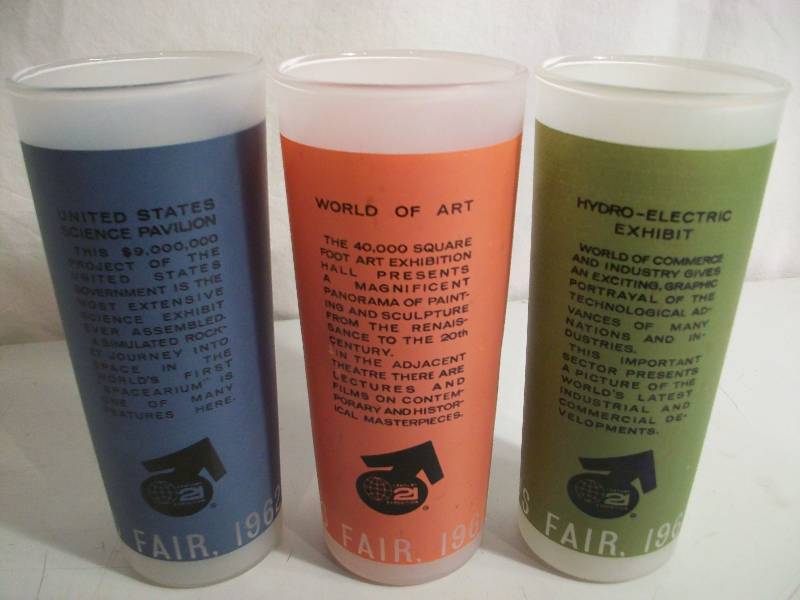 UNITED STATES
SCIENCE PAVILION
THIS $9,000,000
PROJECT OF THE
UNITED STATES
GOVERNMENT IS THE
MOST EXTENSIVE
SCIENCE EXHIBIT
EVER ASSEMBLED.
A SIMULATED ROCK-
ET JOURNEY INTO
SPACE IN THE
WORLD'S FIRST
SPACEARIUM" IS
ONE OF MANY
FEATURES HERE.
21
FAIR, 1962
WORLD OF ART
THE 40,000 SQUARE
FOOT ART EXHIBITION
HALL PRESENTS
A MAGNIFICENT
PANORAMA OF PAINT-
ING AND SCULPTURE
FROM THE RENAIS-
SANCE TO THE 20th
CENTURY.
IN THE ADJACENT
THEATRE THERE ARE
LECTURES AND
FILMS ON CONTEM-
PORARY AND HISTOR-
ICAL MASTERPIECES.
21
D FAIR, 196
HYDRO-ELECTRIC
EXHIBIT
WORLD OF COMMERCE
AND INDUSTRY GIVES
AN EXCITING, GRAPHIC
PORTRAYAL OF THE
TECHNOLOGICAL AD-
VANCES OF MANY
NATIONS AND IN-
DUSTRIES.
THIS IMPORTANT
SECTOR PRESENTS
A PICTURE OF THE
WORLD'S LATEST
INDUSTRIAL AND
COMMERCIAL DE-
VELOPMENTS.
21
S FAIR, 196